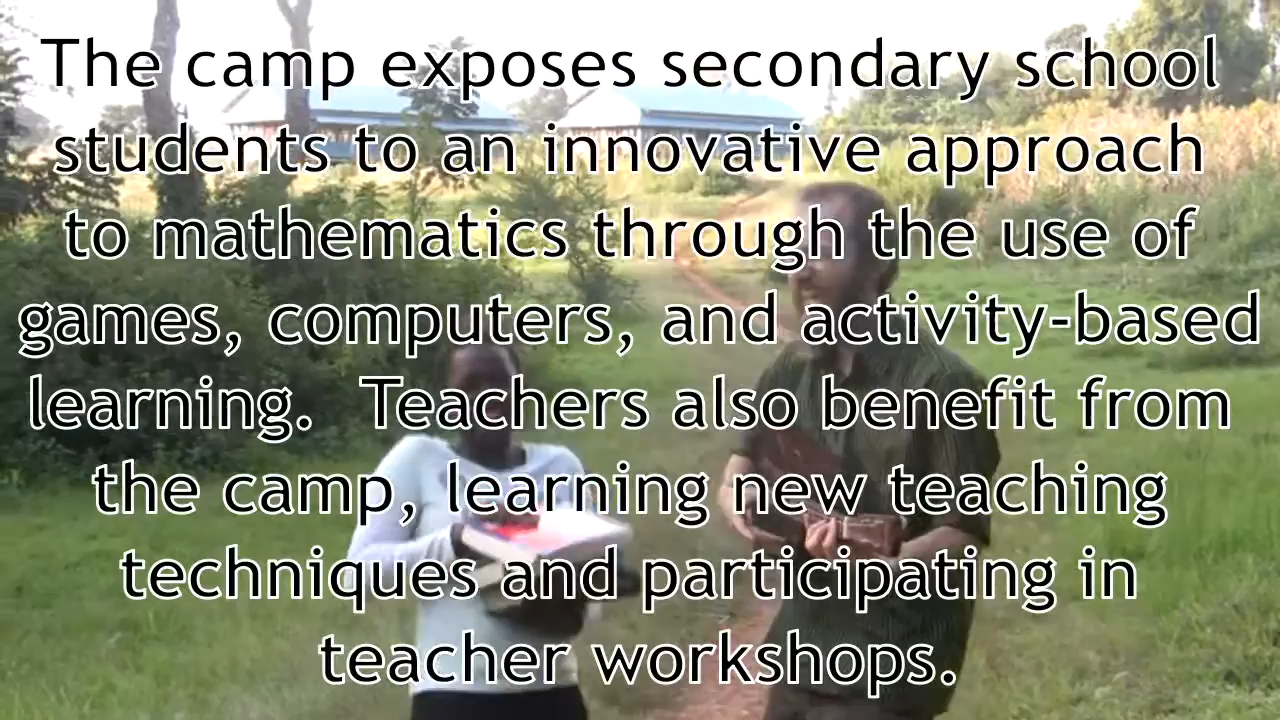 The camp exposes secondary school
students to an innovative approach
to mathematics through the use of
games, computers, and activity-based
learning.  Teachers also benefit from
the camp, learning new teaching
techniques and participating in
teacher workshops.